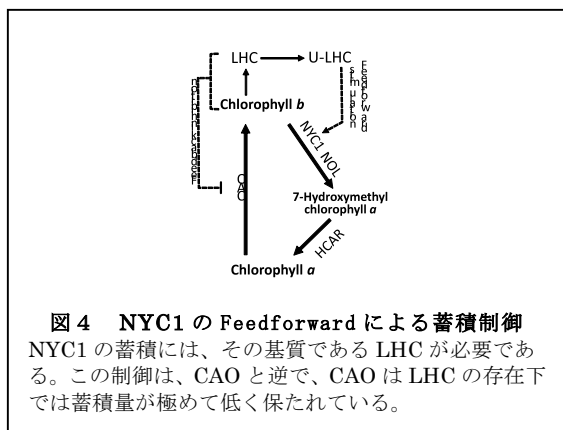 LHC → U-LHC
Feedforward
stimulation
Chlorophyll b
NYC1 NOL
CAO
7-Hydroxymethyl
chlorophyll a
HCAR
Chlorophyll a
図４ NYC1 の Feedforward による蓄積制御
NYC1 の蓄積には、その基質である LHC が必要であ
る。この制御は、CAO と逆で、CAO は LHC の存在下
では蓄積量が極めて低く保たれている。